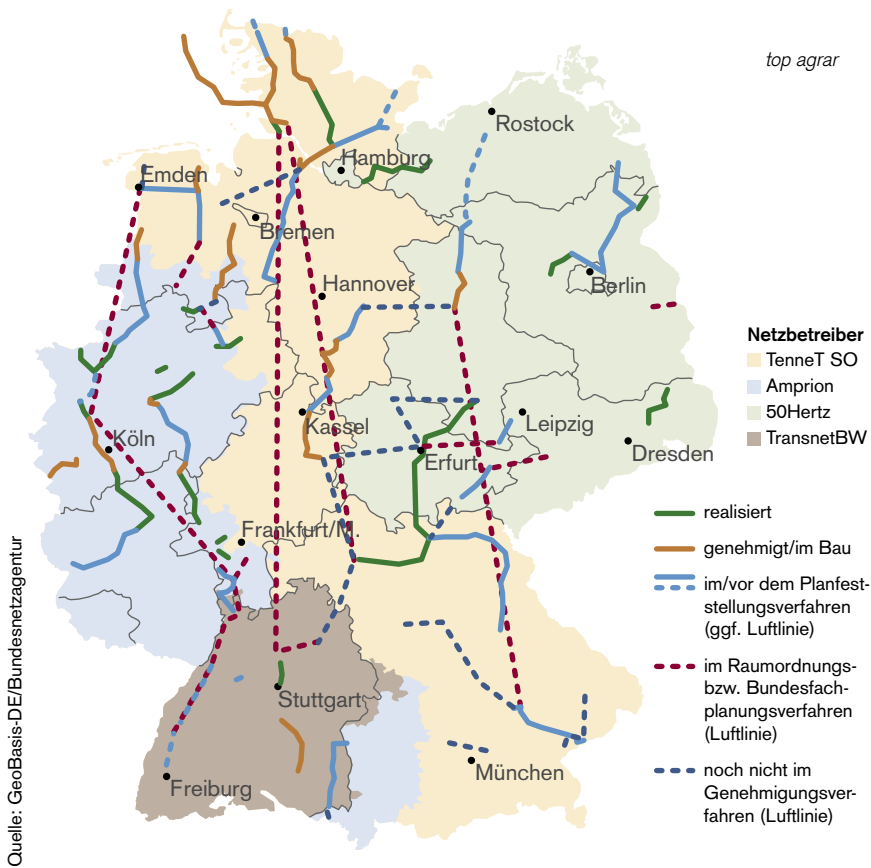 top agrar
Rostock
Hamburg
Emden
Bremen
Hannover
Berlin
Netzbetreiber
TenneT SO
Amprion
50Hertz
TransnetBW
Kassel
Leipzig
Köln
Erfurt
Dresden
Frankfurt/M.
realisiert
genehmigt/im Bau
im/vor dem Planfest-
stellungsverfahren
(ggf. Luftlinie)
im Raumordnungs-
bzw. Bundesfach-
planungsverfahren
(Luftlinie)
noch nicht im
Genehmigungsver-
fahren (Luftlinie)
Stuttgart
München
Freiburg
Quelle: GeoBasis-DE/Bundesnetzagentur